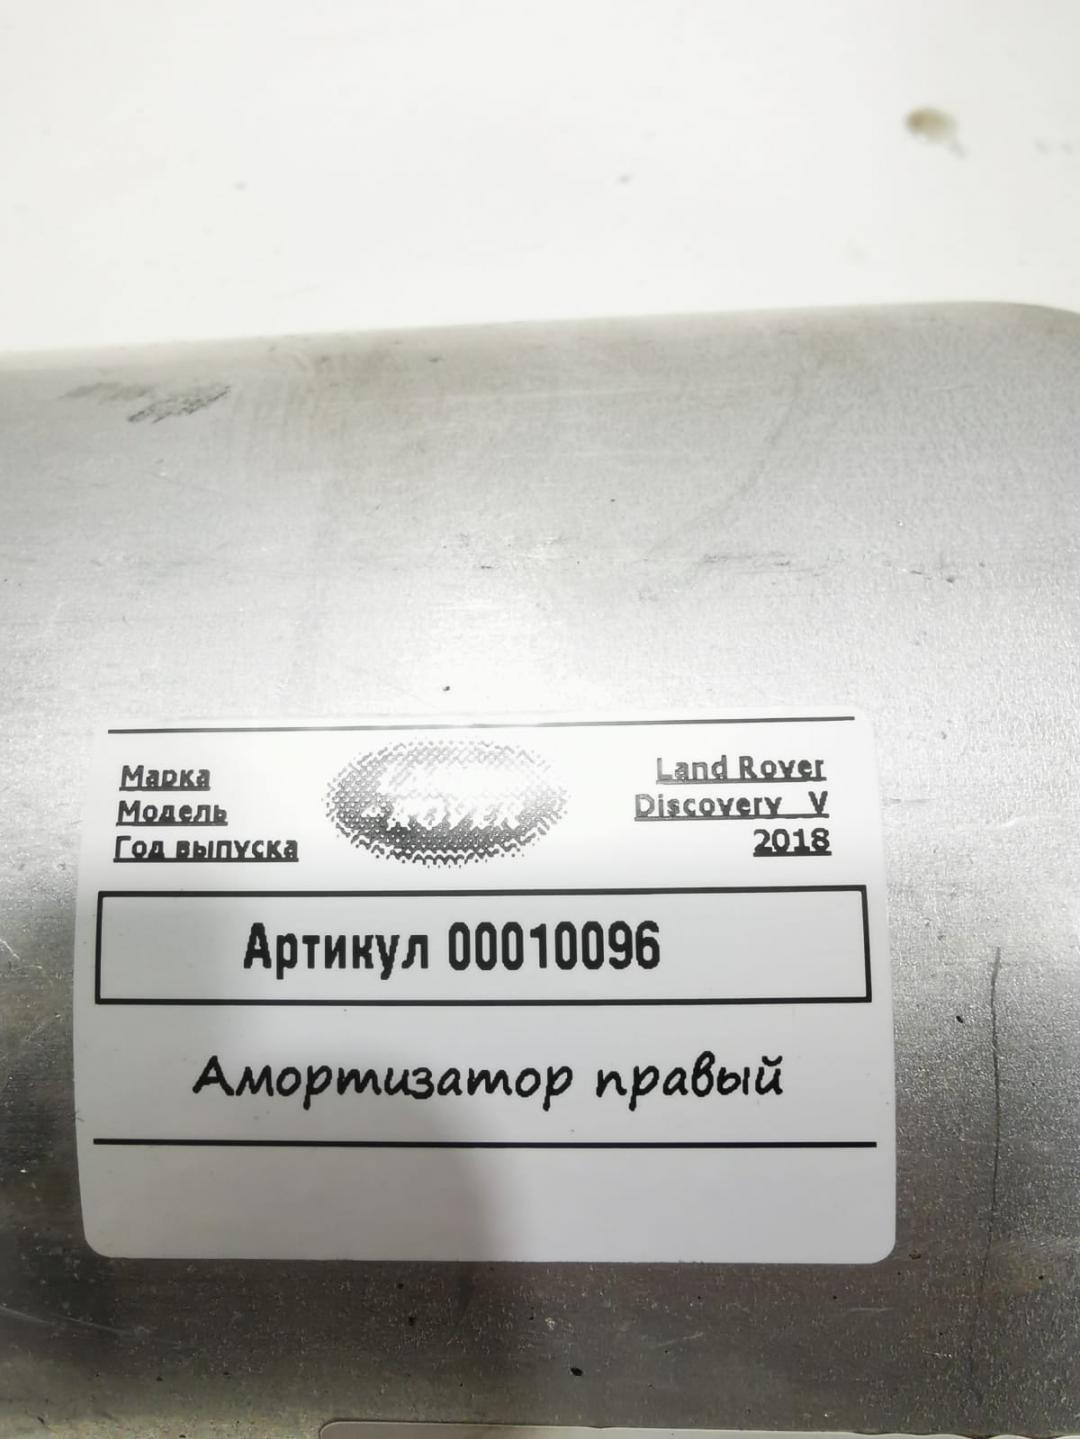 Марка
Land Rover
Модель
Discovery V
Год выпуска
2018
Артикул 00010096
Амортизатор правый